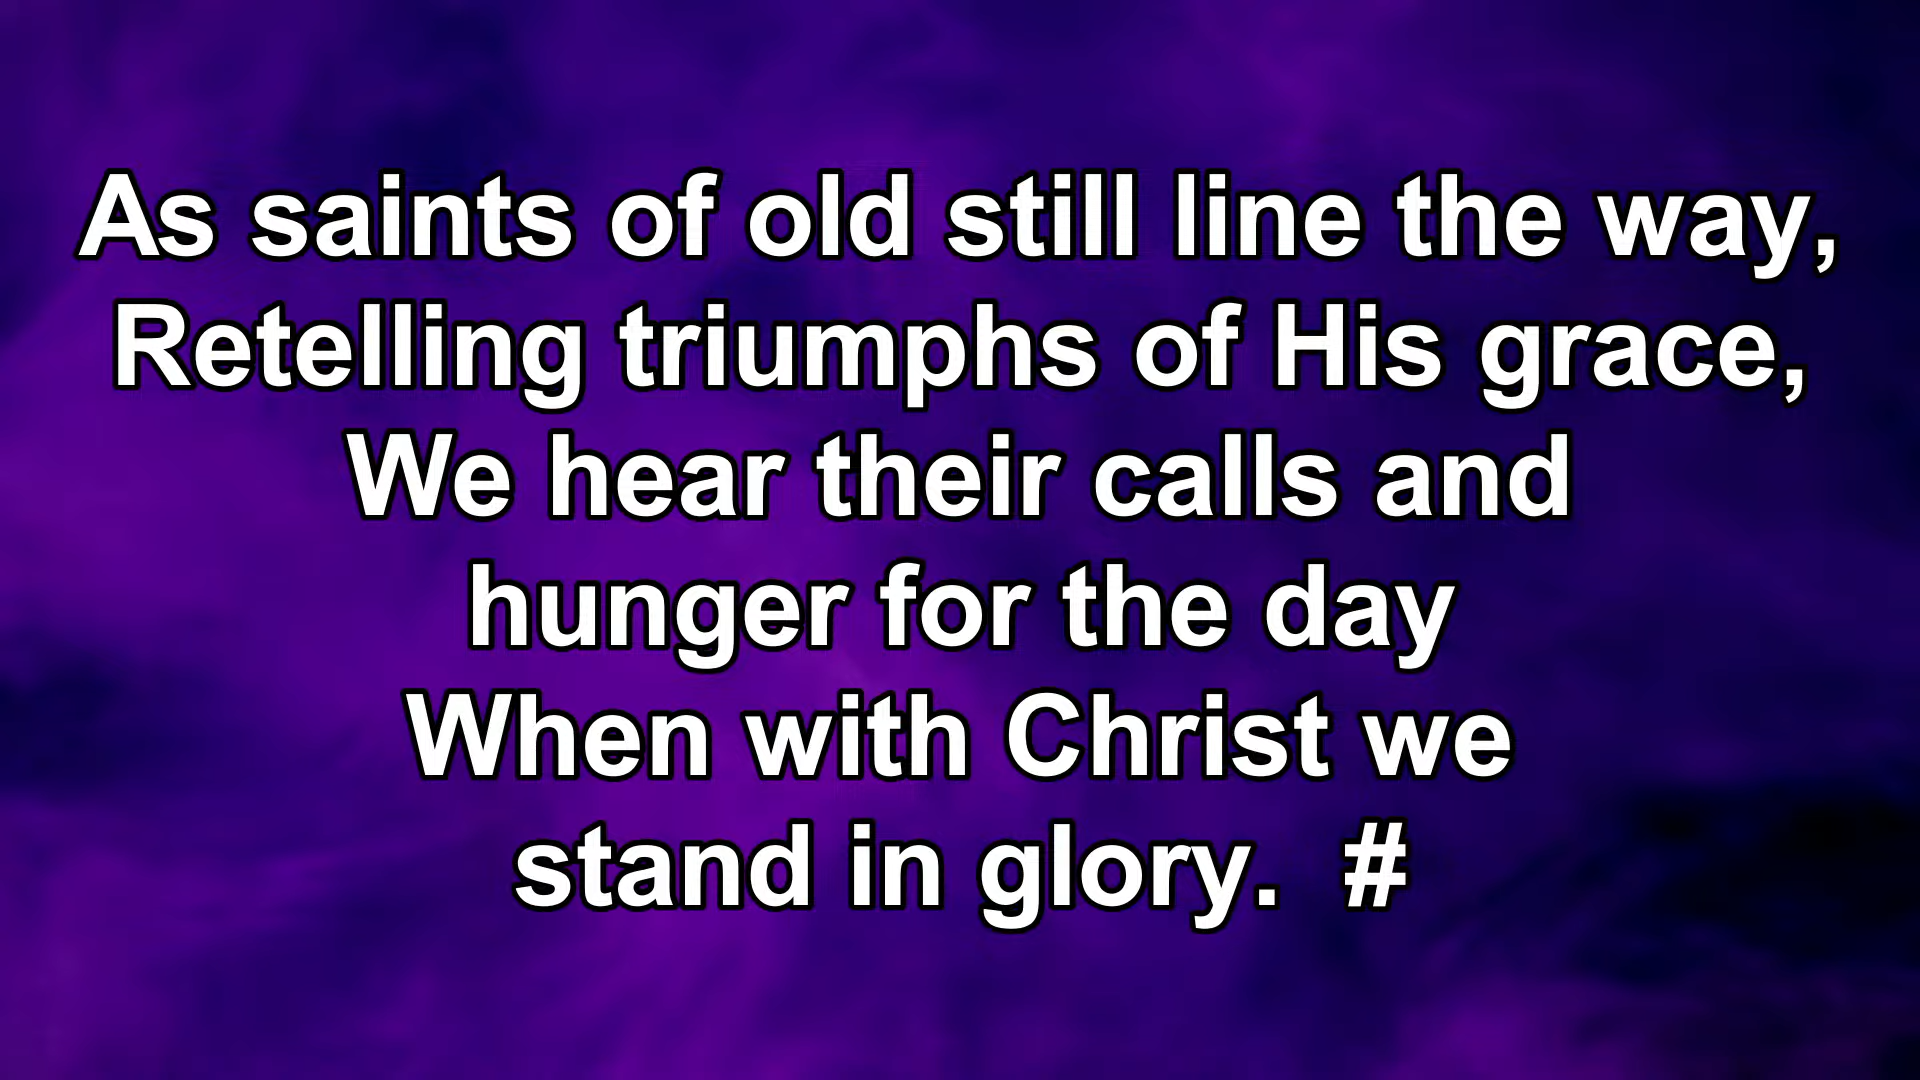 As saints of old still line the way,
Retelling triumphs of His grace,
We hear their calls and
hunger for the day
When with Christ we
stand in glory.  #